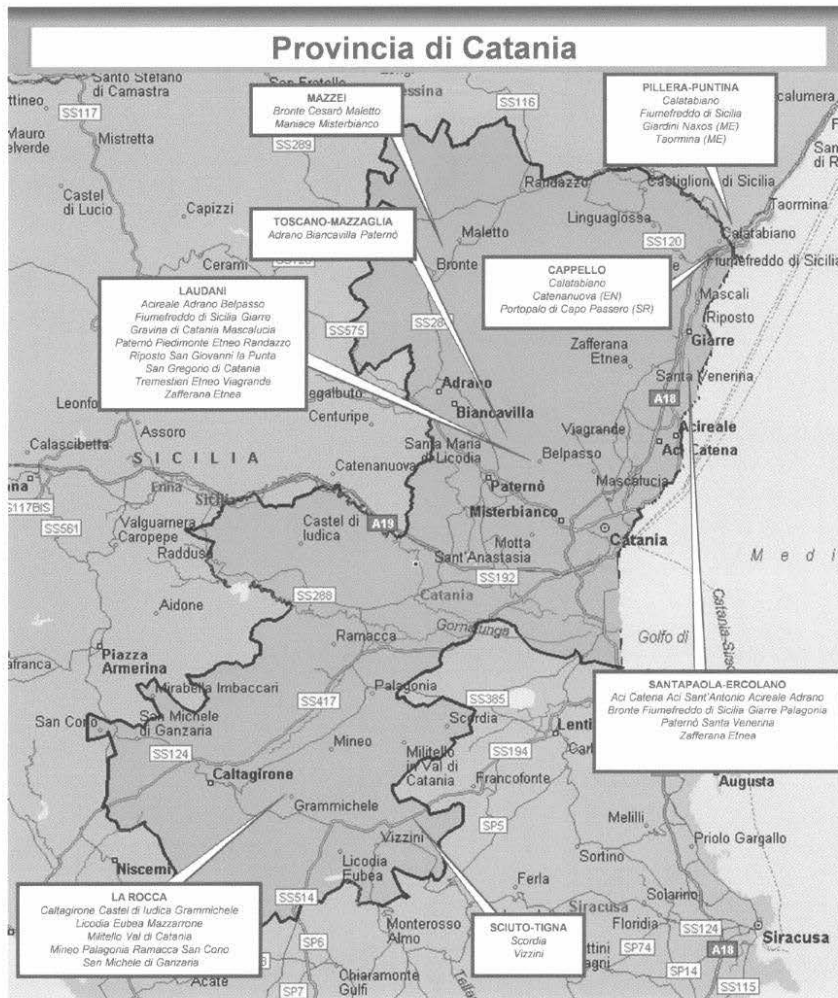 Provincia di Catania
Santo Stefano
di Camastra
SS117
Mistretta
Castel
di Lucio
Capizzi
Cerami
SS289
SS116
MAZZEI
Bronte Cesarò Maletto
Maniace Misterbianco
PILLERA-PUNTINA
Calatabiano
Fiumefreddo di Sicilia
Giardini Naxos (ME)
Taormina (ME)
Randazzo
Castiglione di Sicilia
Linguaglossa
Taormina
SS120
Calatabiano
Fiumefreddo di Sicilia
TOSCANO-MAZZAGLIA
Adrano Biancavilla Paternò
Maletto
Bronte
CAPPELLO
Calatabiano
Catenanuova (EN)
Portopalo di Capo Passero (SR)
Mascali
Riposto
Giarre
LAUDANI
Acireale Adrano Belpasso
Fiumefreddo di Sicilia Giarre
Gravina di Catania Mascalucia
Paternò Piedimonte Etneo Randazzo
Riposto San Giovanni la Punta
San Gregorio di Catania
Tremestieri Etneo Viagrande
Zafferana Etnea
SS575
Zafferana
Etnea
Santa Venerina
A18
Adrano
Biancavilla
Centuripe
Assoro
Calascibetta
SICILIA
Enna
Catenanuova
Santa Maria
di Licodia
Viagrande
Belpasso
Acireale
Aci Catena
Mascalucia
Paternò
Misterbianco
S117BIS
SS561
Valguarnera
Caropepe
Raddusa
Castel di
Iudica
A19
Motta
Sant'Anastasia
Catania
SS192
SS288
Catania
Aidone
Gornalunga
Golfo di
Ramacca
Piazza
Armerina
Mirabella Imbaccari
Palagonia
SS417
SS385
San Cono
San Michele
di Ganzaria
Scordia
SANTAPAOLA-ERCOLANO
Aci Catena Aci Sant'Antonio Acireale Adrano
Bronte Fiumefreddo di Sicilia Giarre Palagonia
Paternò Santa Venerina
Zafferana Etnea
SS124
Mineo
Militello
in Val di
Catania
SS194
Caltagirone
Francofonte
Augusta
Grammichele
SP5
Melilli
Vizzini
Priolo Gargallo
Niscemi
Licodia
Eubea
Sortino
Ferla
Solarino
LA ROCCA
Caltagirone Castel di Iudica Grammichele
Licodia Eubea Mazzarrone
Militello Val di Catania
Mineo Palagonia Ramacca San Cono
San Michele di Ganzaria
SS514
SCIUTO-TIGNA
Scordia
Vizzini
Siracusa
Floridia
SS124
Siracusa
Monterosso
Almo
SP6
SP74
A18
SP14
Chiaramonte
Gulfi
Acate
SP7
SS115